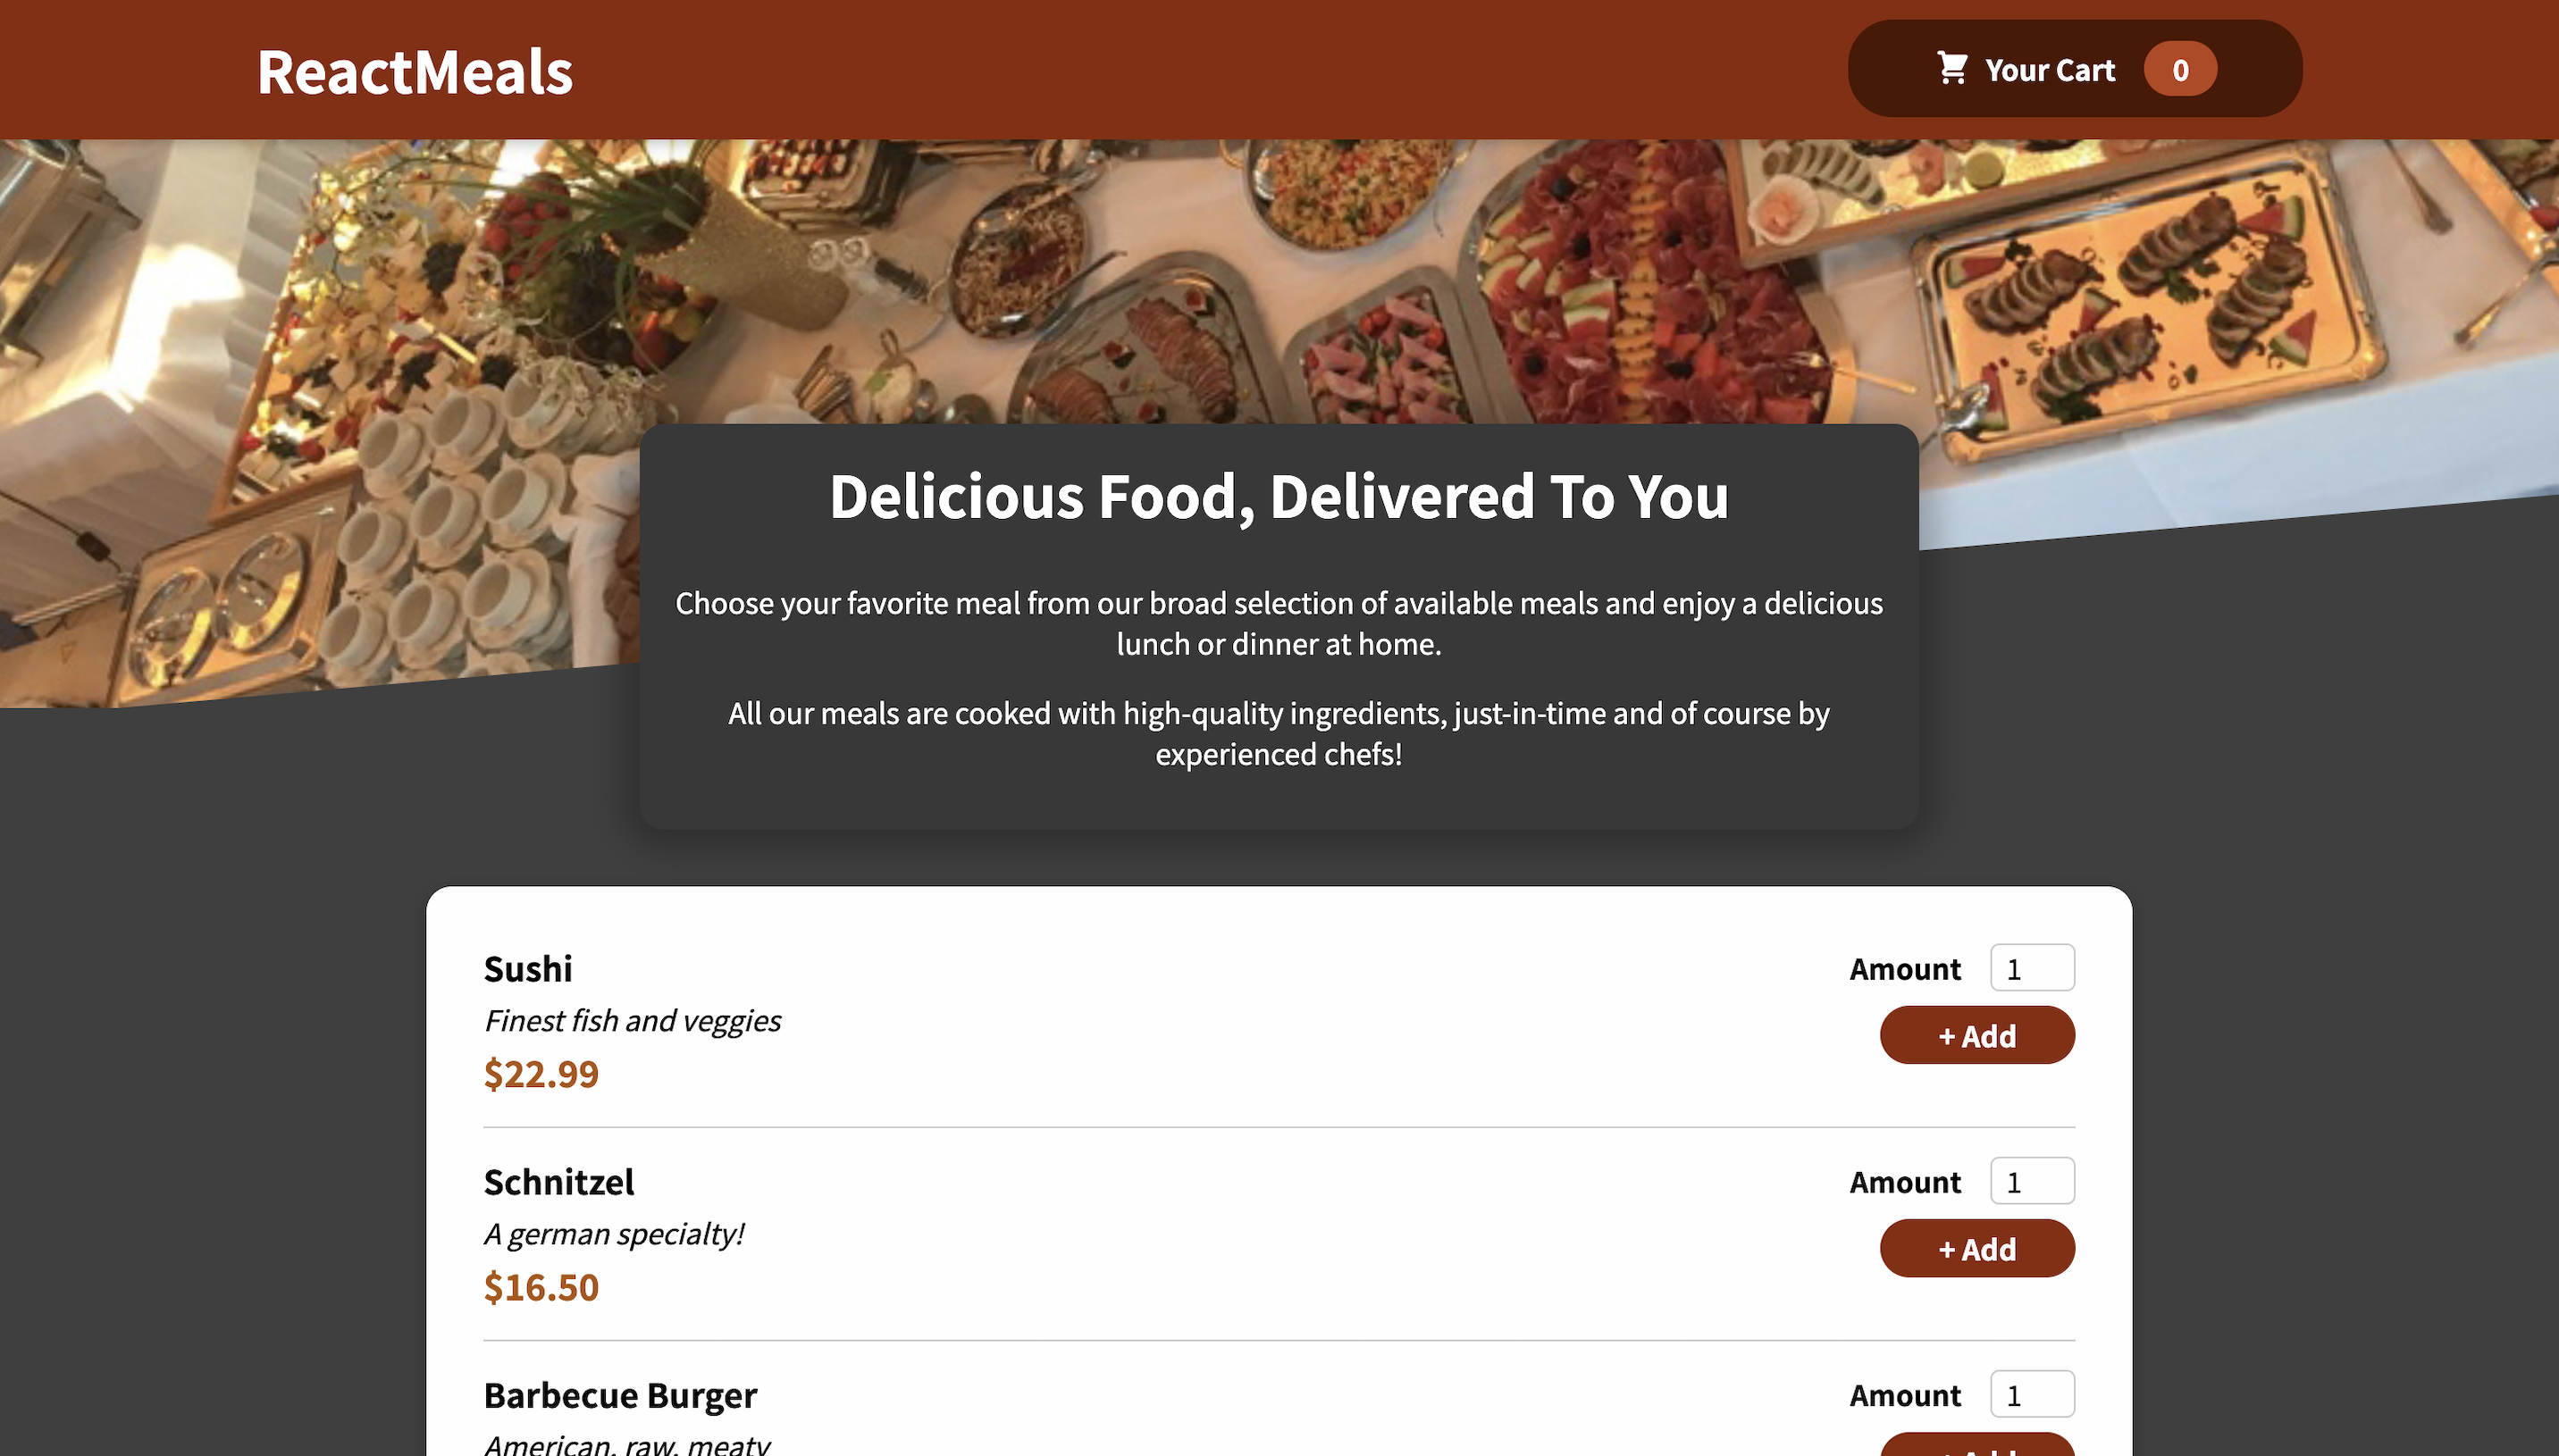 ReactMeals
Your Cart 0
Delicious Food, Delivered To You
Choose your favorite meal from our broad selection of available meals and enjoy a delicious
lunch or dinner at home.
All our meals are cooked with high-quality ingredients, just-in-time and of course by
experienced chefs!
Sushi
Finest fish and veggies
$22.99
Amount 1
+ Add
Schnitzel
A german specialty!
$16.50
Amount 1
+ Add
Barbecue Burger
American, raw, meaty
Amount 1
+ Add